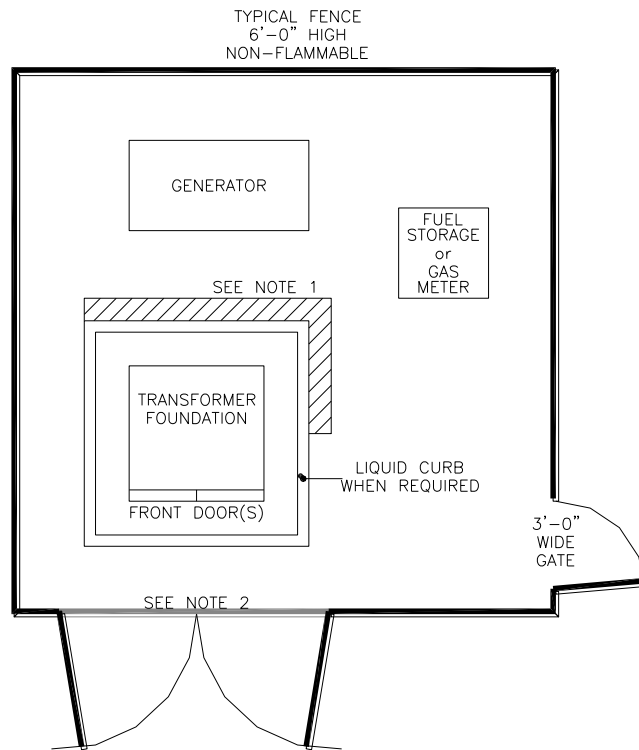 TYPICAL FENCE
6'-0" HIGH
NON-FLAMMABLE
GENERATOR
FUEL
STORAGE
or
GAS
METER
SEE NOTE 1
TRANSFORMER
FOUNDATION
LIQUID CURB
WHEN REQUIRED
FRONT DOOR(S)
3'-0"
WIDE
GATE
SEE NOTE 2